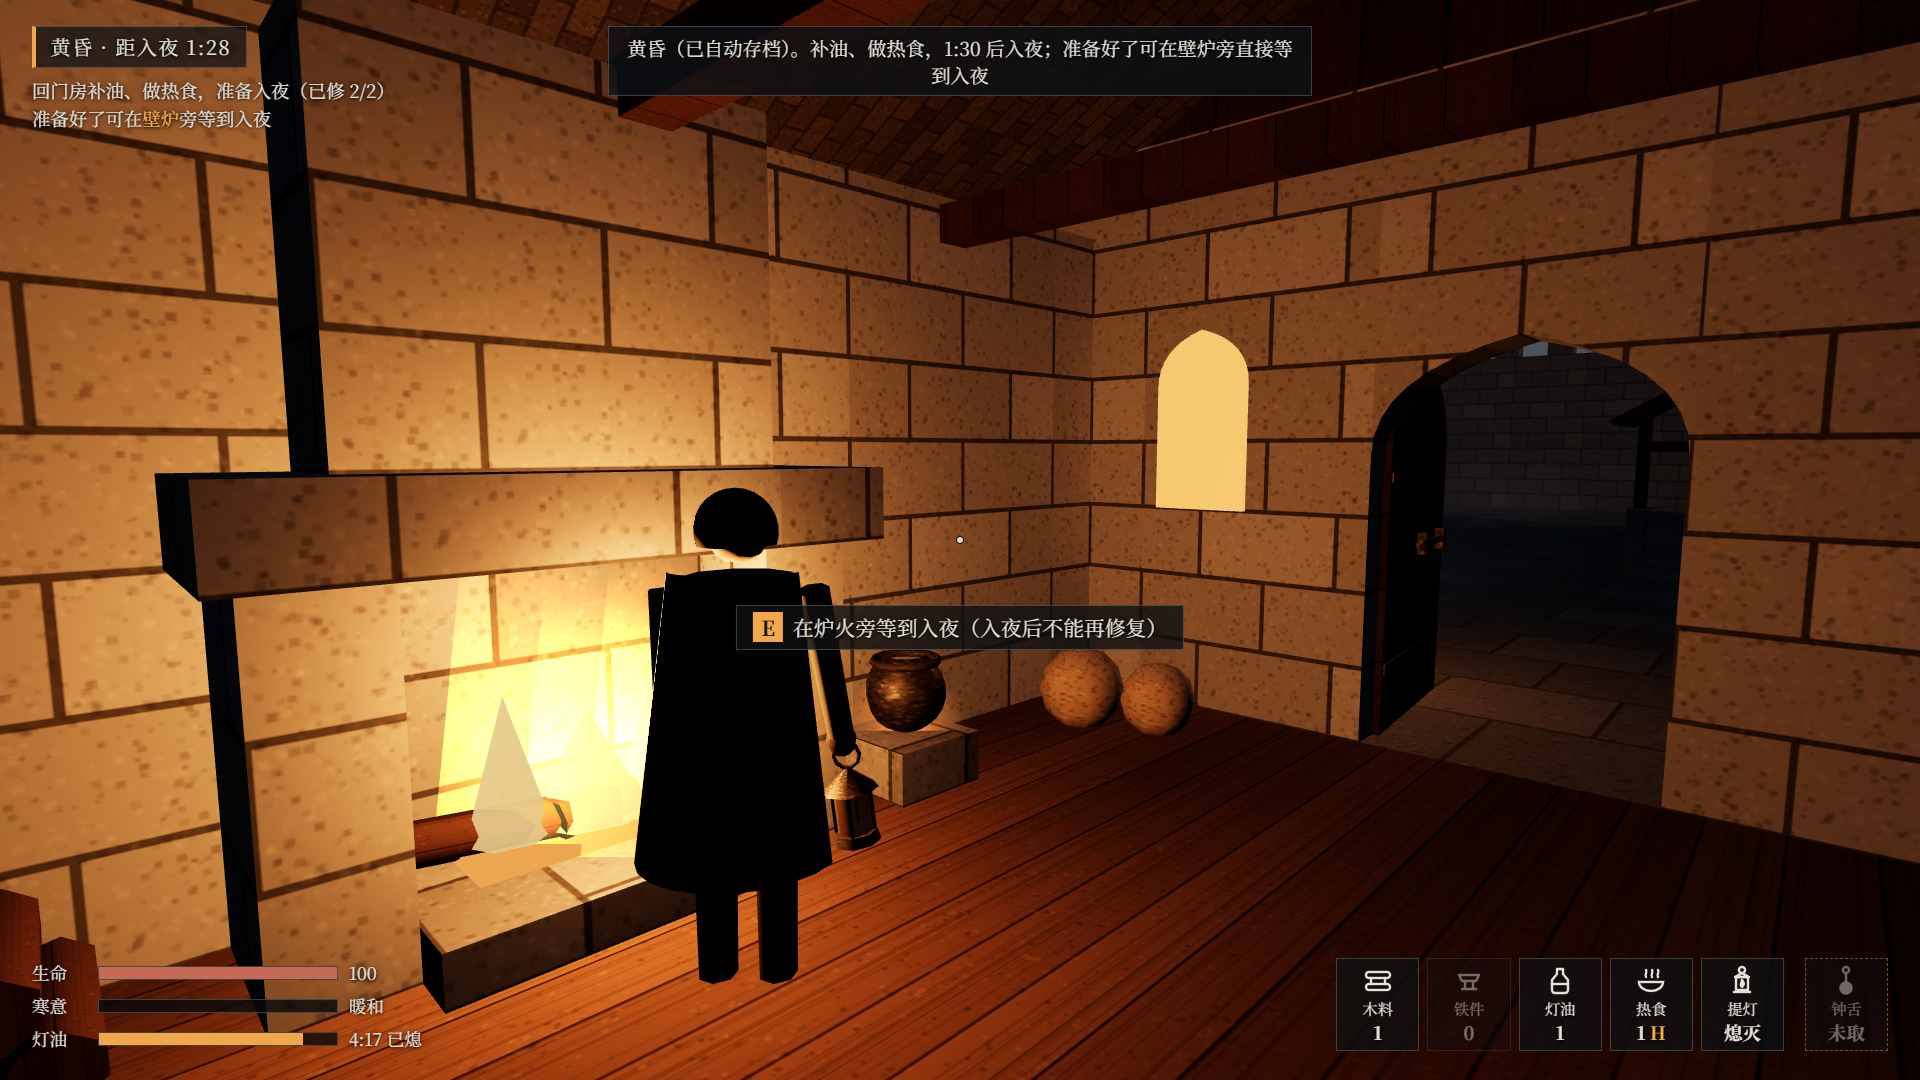 黄昏 · 距入夜 1:28
回门房补油、做热食，准备入夜（已修 2/2）
准备好了可在壁炉旁等到入夜
黄昏（已自动存档）。补油、做热食，1:30 后入夜；准备好了可在壁炉旁直接等
到入夜
E 在炉火旁等到入夜（入夜后不能再修复）
生命 100
寒意 暖和
灯油 4:17 已熄
木料 铁件 灯油 热食 提灯 钟舌
1 0 1 1 H 熄灭 未取